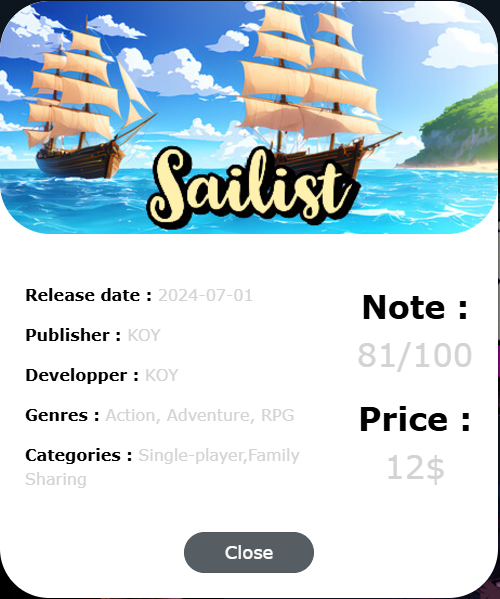 Sailist
Release date : 2024-07-01
Publisher : KOY
Developper : KOY
Genres : Action, Adventure, RPG
Categories : Single-player,Family
Sharing
Note :
81/100
Price :
12$
Close